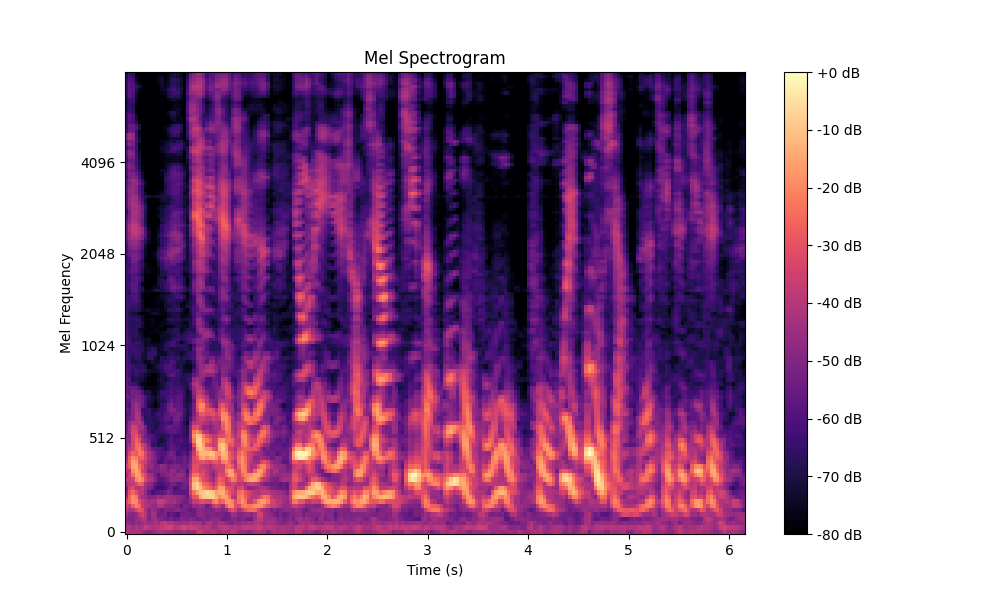 Mel Spectrogram
Mel Frequency
4096
2048
1024
512
0
0 1 2 3 4 5 6
Time (s)
+0 dB
-10 dB
-20 dB
-30 dB
-40 dB
-50 dB
-60 dB
-70 dB
-80 dB